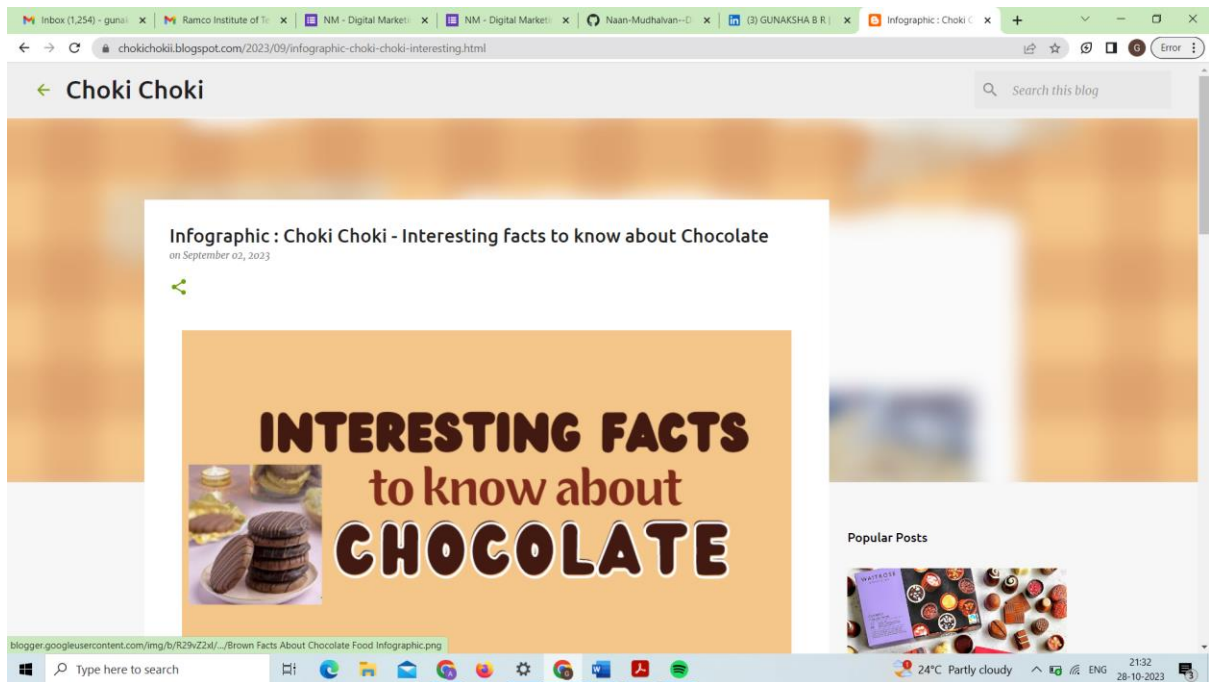 Inbox (1,254) - gunak
Ramco Institute of Te
NM - Digital Marketi
NM - Digital Marketi
Naan-Mudhalvan--D
(3) GUNAKSHA B R |
Infographic : Choki C
chokichokii.blogspot.com/2023/09/infographic-choki-choki-interesting.html
G
Error
Choki Choki
Search this blog
Infographic : Choki Choki - Interesting facts to know about Chocolate
on September 02, 2023
INTERESTING FACTS
to know about
CHOCOLATE
Popular Posts
WAITROSE
blogger.googleusercontent.com/img/b/R29vZ2xl/.../Brown Facts About Chocolate Food Infographic.png
Type here to search
24°C Partly cloudy
ENG
21:32
28-10-2023
3